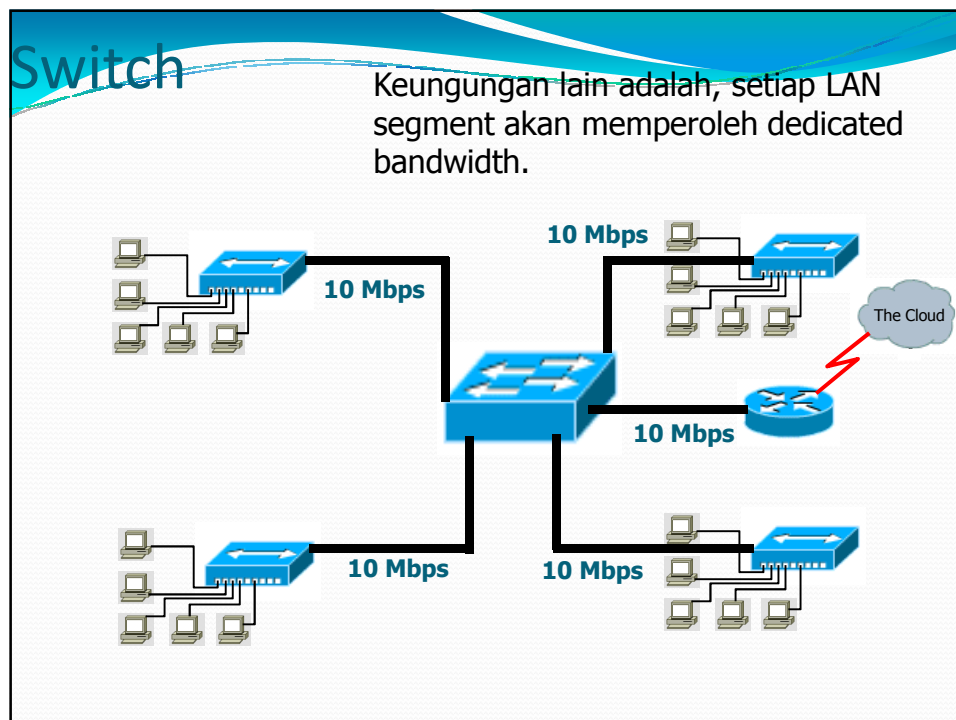 Switch
Keungungan lain adalah, setiap LAN
segment akan memperoleh dedicated
bandwidth.
10 Mbps
10 Mbps
The Cloud
10 Mbps
10 Mbps
10 Mbps